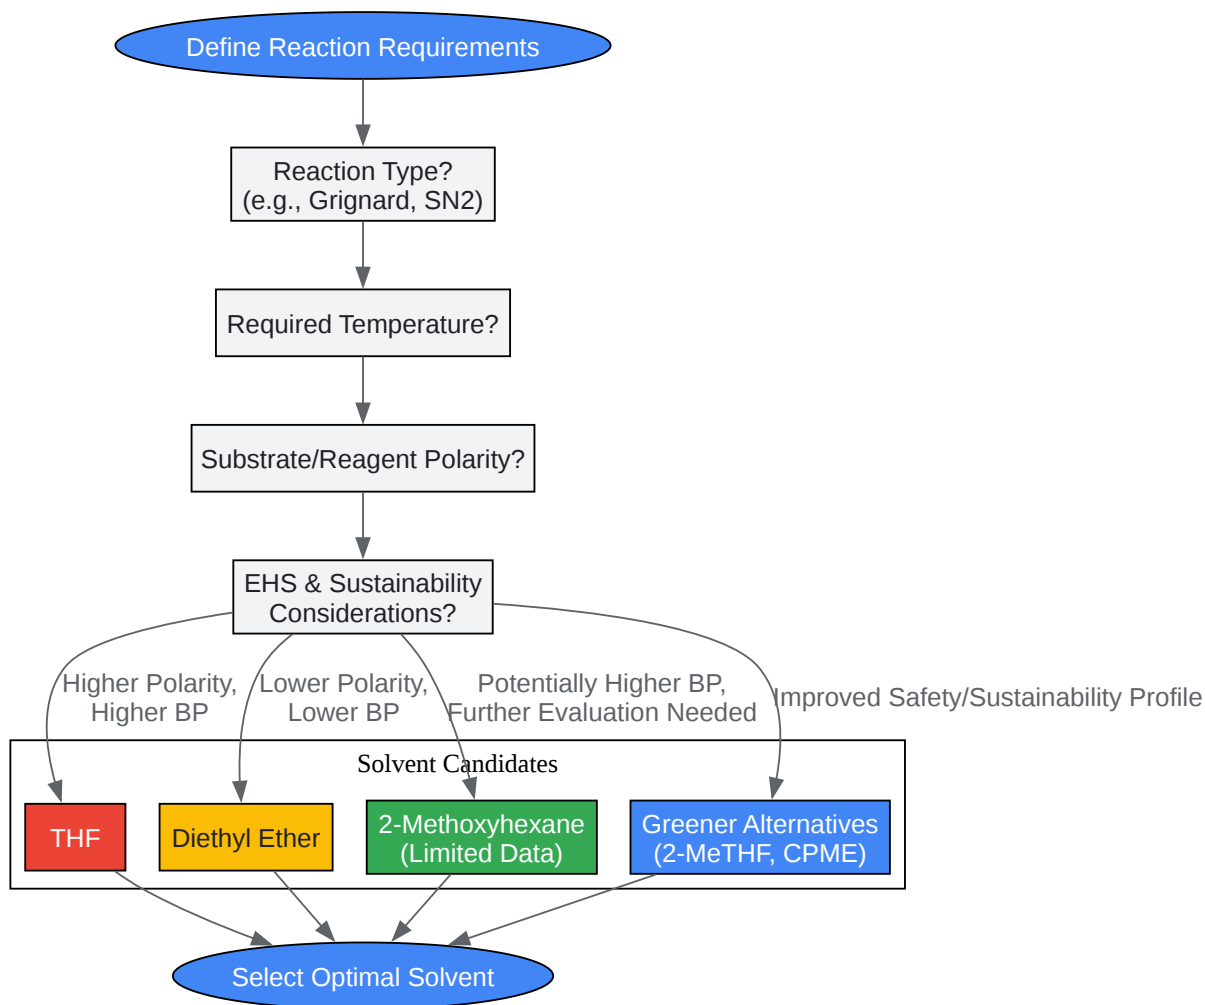 Define Reaction Requirements
Reaction Type?
(e.g., Grignard, SN2)
Required Temperature?
Substrate/Reagent Polarity?
EHS & Sustainability
Considerations?
Higher Polarity,
Higher BP
Lower Polarity,
Lower BP
Potentially Higher BP,
Further Evaluation Needed
Improved Safety/Sustainability Profile
Solvent Candidates
THF
Diethyl Ether
2-Methoxyhexane
(Limited Data)
Greener Alternatives
(2-MeTHF, CPME)
Select Optimal Solvent